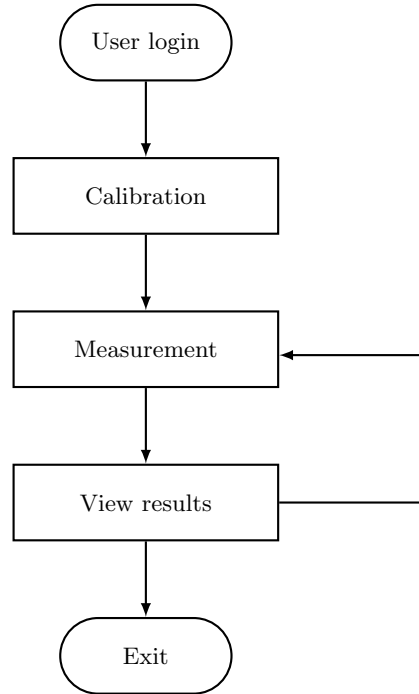 User login
Calibration
Measurement
View results
Exit